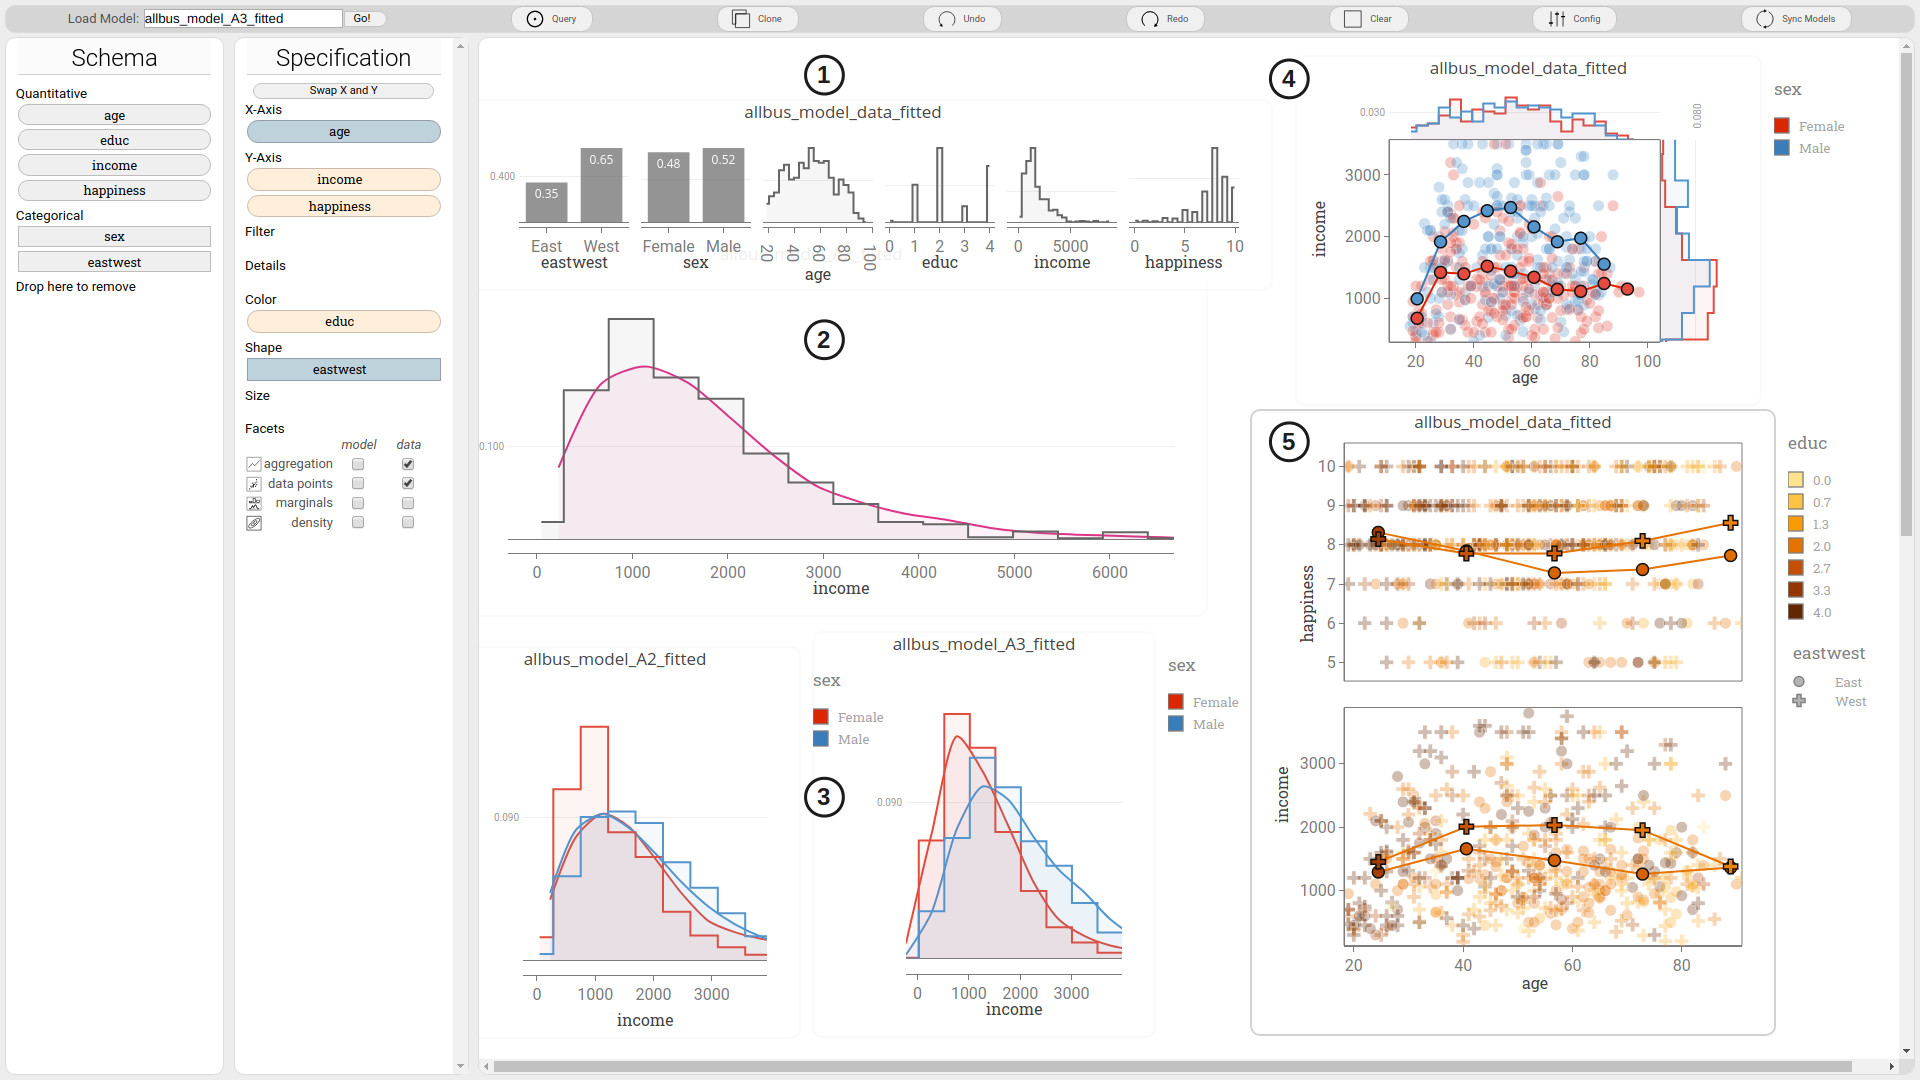 Load Model: allbus_model_A3_fitted Go! Query Clone Undo Redo Clear Config Sync Models
Schema
Quantitative
age
educ
income
happiness
Categorical
sex
eastwest
Drop here to remove
Specification
Swap X and Y
X-Axis
age
Y-Axis
income
happiness
Filter
Details
Color
educ
Shape
eastwest
Size
Facets
model data
aggregation
data points
marginals
density
1
allbus_model_data_fitted
0.400
0.35 0.65 0.48 0.52
East West Female Male 20 40 60 80 100 0 1 2 3 4 0 5000 0 5 10
eastwest sex age educ income happiness
2
0.100
0 1000 2000 3000 4000 5000 6000
income
allbus_model_A2_fitted
sex
Female
Male
0.090
0 1000 2000 3000
income
3
allbus_model_A3_fitted
sex
Female
Male
0.090
0 1000 2000 3000
income
4
allbus_model_data_fitted
sex
Female
Male
0.030
0.080
income
3000
2000
1000
20 40 60 80 100
age
5
allbus_model_data_fitted
happiness
10
9
8
7
6
5
income
3000
2000
1000
20 40 60 80
age
educ
0.0
0.7
1.3
2.0
2.7
3.3
4.0
eastwest
East
West